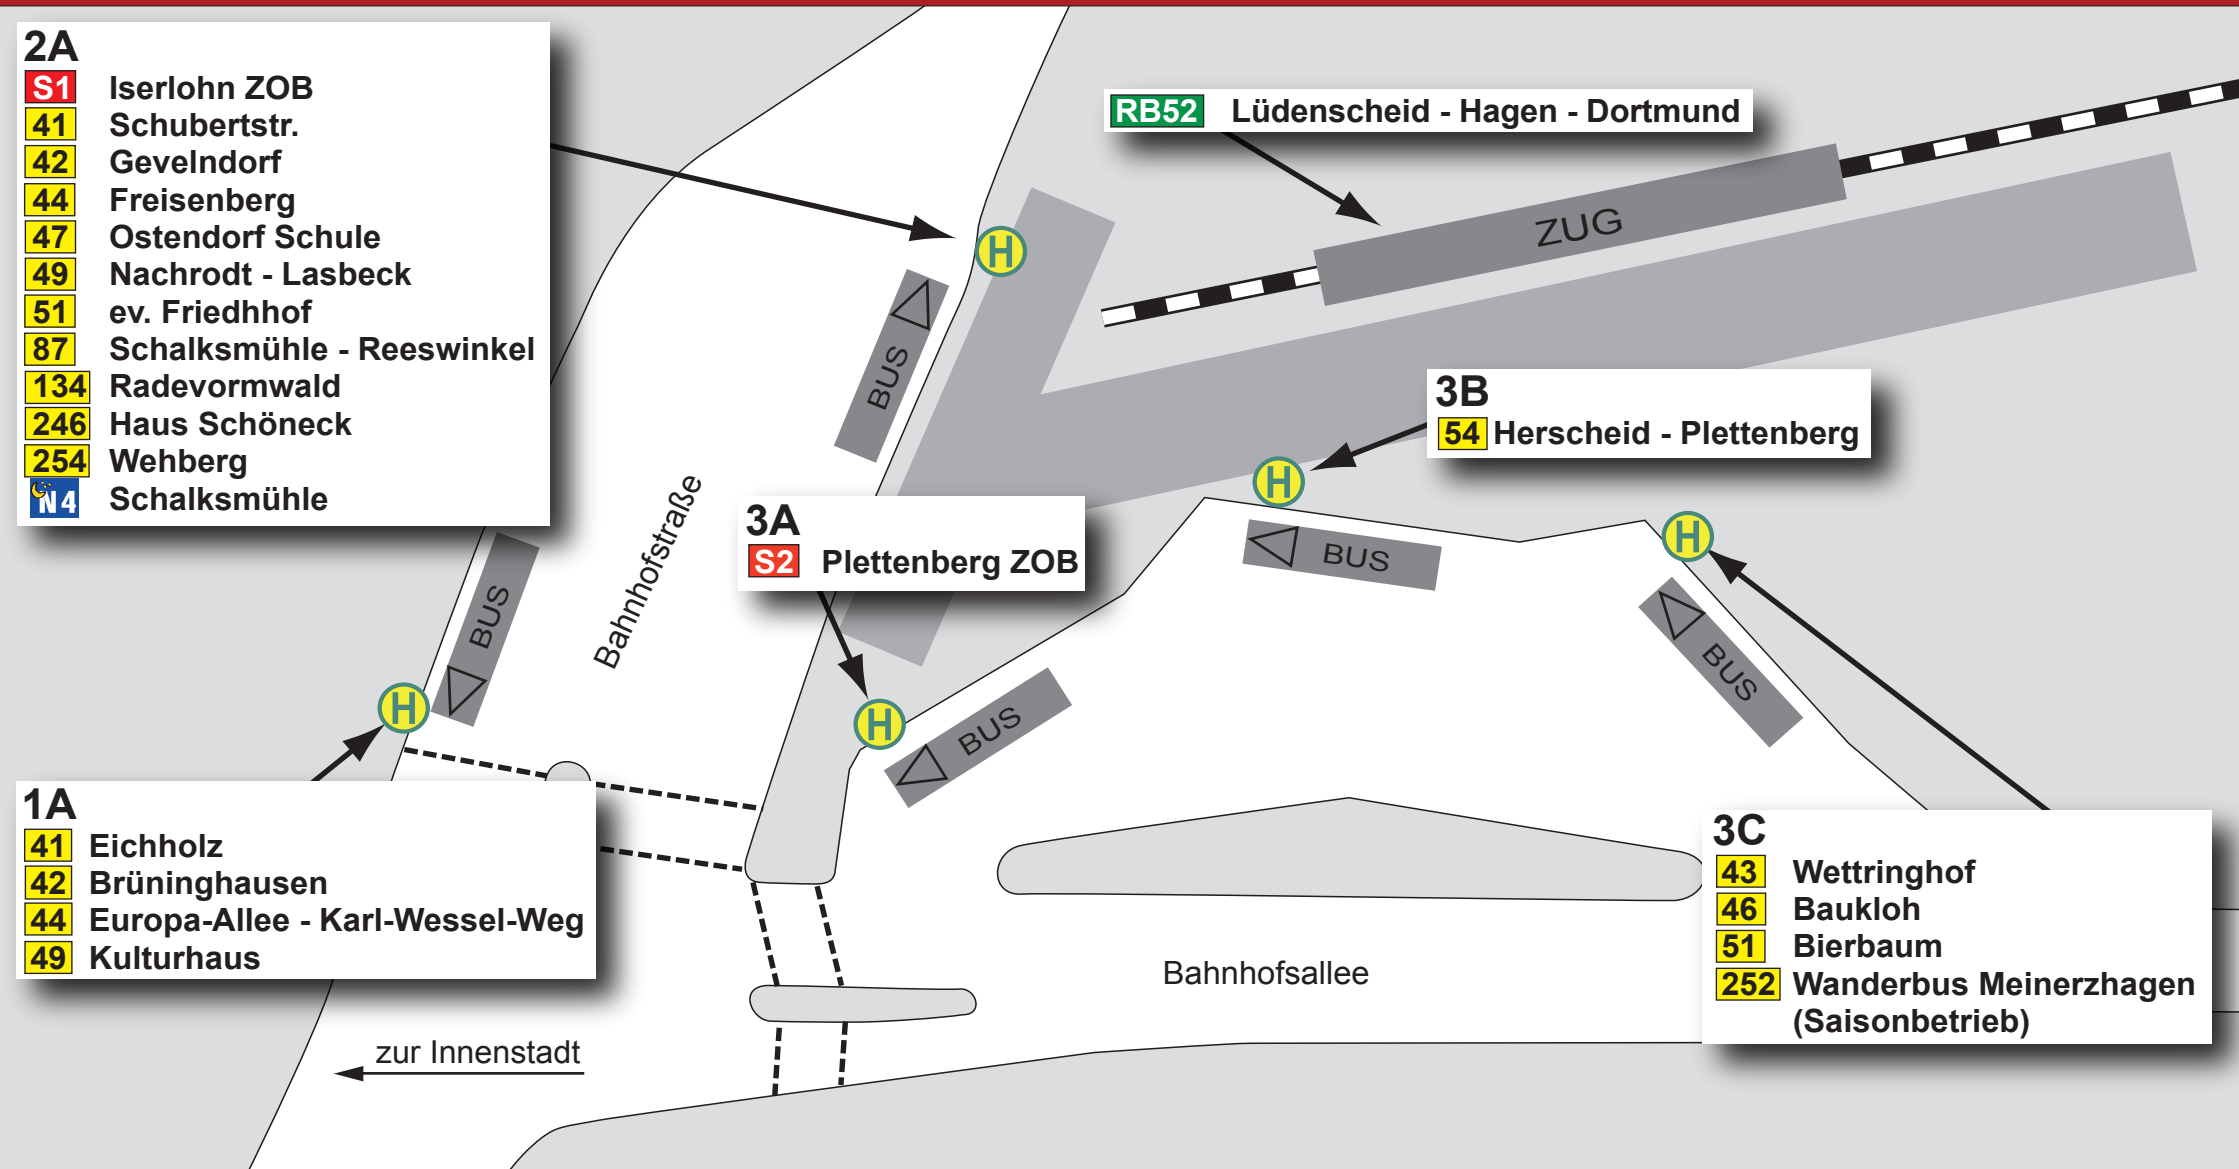 2A
S1 Iserlohn ZOB
41 Schubertstr.
42 Gevelndorf
44 Freisenberg
47 Ostendorf Schule
49 Nachrodt - Lasbeck
51 ev. Friedhhof
87 Schalksmühle - Reeswinkel
134 Radevormwald
246 Haus Schöneck
254 Wehberg
N4 Schalksmühle
RB52 Lüdenscheid - Hagen - Dortmund
ZUG
H
BUS
3B
54 Herscheid - Plettenberg
H
BUS
Bahnhofstraße
3A
S2 Plettenberg ZOB
H
BUS
H
BUS
BUS
H
1A
41 Eichholz
42 Brüninghausen
44 Europa-Allee - Karl-Wessel-Weg
49 Kulturhaus
3C
43 Wettringhof
46 Baukloh
51 Bierbaum
252 Wanderbus Meinerzhagen
(Saisonbetrieb)
Bahnhofsallee
zur Innenstadt